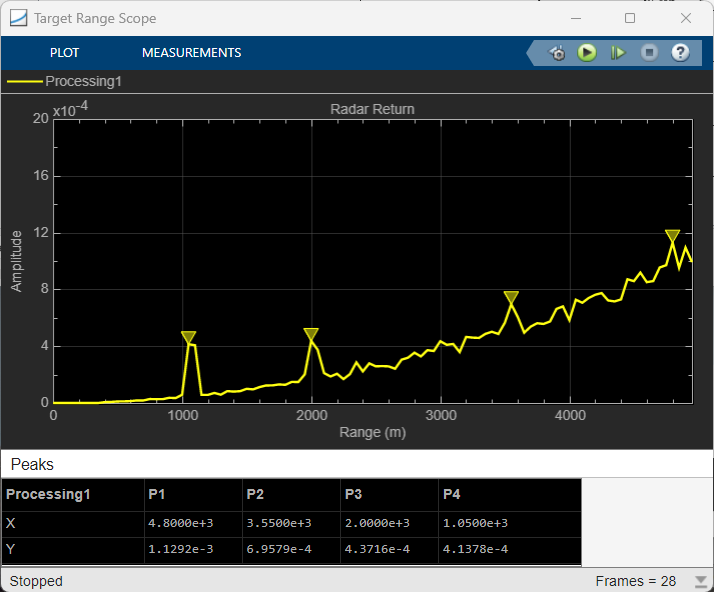 Target Range Scope
PLOT MEASUREMENTS
Processing1
x10-4
Radar Return
20
16
12
8
4
0
Amplitude
0 1000 2000 3000 4000
Range (m)
Peaks
Processing1 P1 P2 P3 P4
X 4.8000e+3 3.5500e+3 2.0000e+3 1.0500e+3
Y 1.1292e-3 6.9579e-4 4.3716e-4 4.1378e-4
Stopped Frames = 28